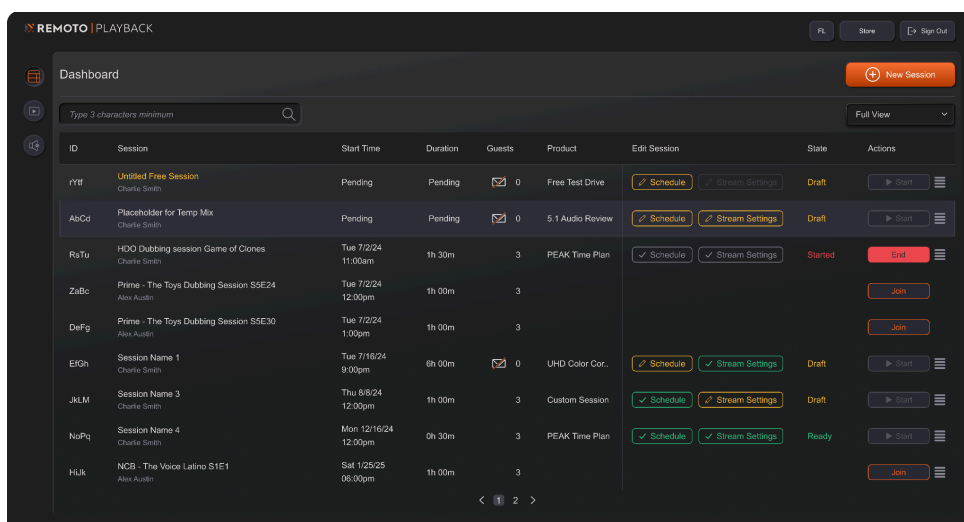 REMOTO | PLAYBACK
FL
Store
Sign Out
Dashboard
New Session
Type 3 characters minimum
Full View
ID Session Start Time Duration Guests Product Edit Session State Actions
rYtf Untitled Free Session Charlie Smith Pending Pending 0 Free Test Drive Schedule Stream Settings Draft Start
AbCd Placeholder for Temp Mix Charlie Smith Pending Pending 0 5.1 Audio Review Schedule Stream Settings Draft Start
RsTu HDO Dubbing session Game of Clones Charlie Smith Tue 7/2/24 11:00am 1h 30m 3 PEAK Time Plan Schedule Stream Settings Started End
ZaBc Prime - The Toys Dubbing Session S5E24 Alex Austin Tue 7/2/24 12:00pm 1h 00m 3 Join
DeFg Prime - The Toys Dubbing Session S5E30 Alex Austin Tue 7/2/24 1:00pm 1h 00m 3 Join
EfGh Session Name 1 Charlie Smith Tue 7/16/24 9:00pm 6h 00m 0 UHD Color Cor.. Schedule Stream Settings Draft Start
JkLM Session Name 3 Charlie Smith Thu 8/8/24 12:00pm 1h 00m 3 Custom Session Schedule Stream Settings Draft Start
NoPq Session Name 4 Charlie Smith Mon 12/16/24 12:00pm 0h 30m 3 PEAK Time Plan Schedule Stream Settings Ready Start
HiJk NCB - The Voice Latino S1E1 Alex Austin Sat 1/25/25 06:00pm 1h 00m 3 Join
< 1 2 >